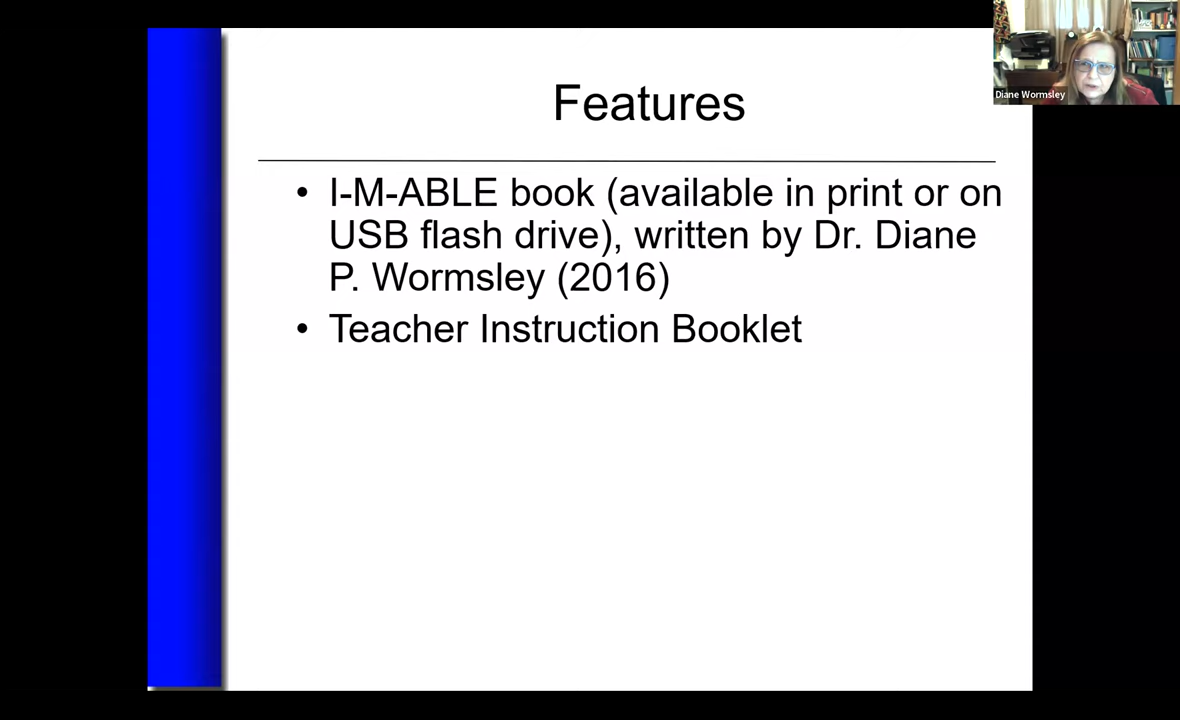 Features
• I-M-ABLE book (available in print or on
USB flash drive), written by Dr. Diane
P. Wormsley (2016)
• Teacher Instruction Booklet
Diane Wormsley